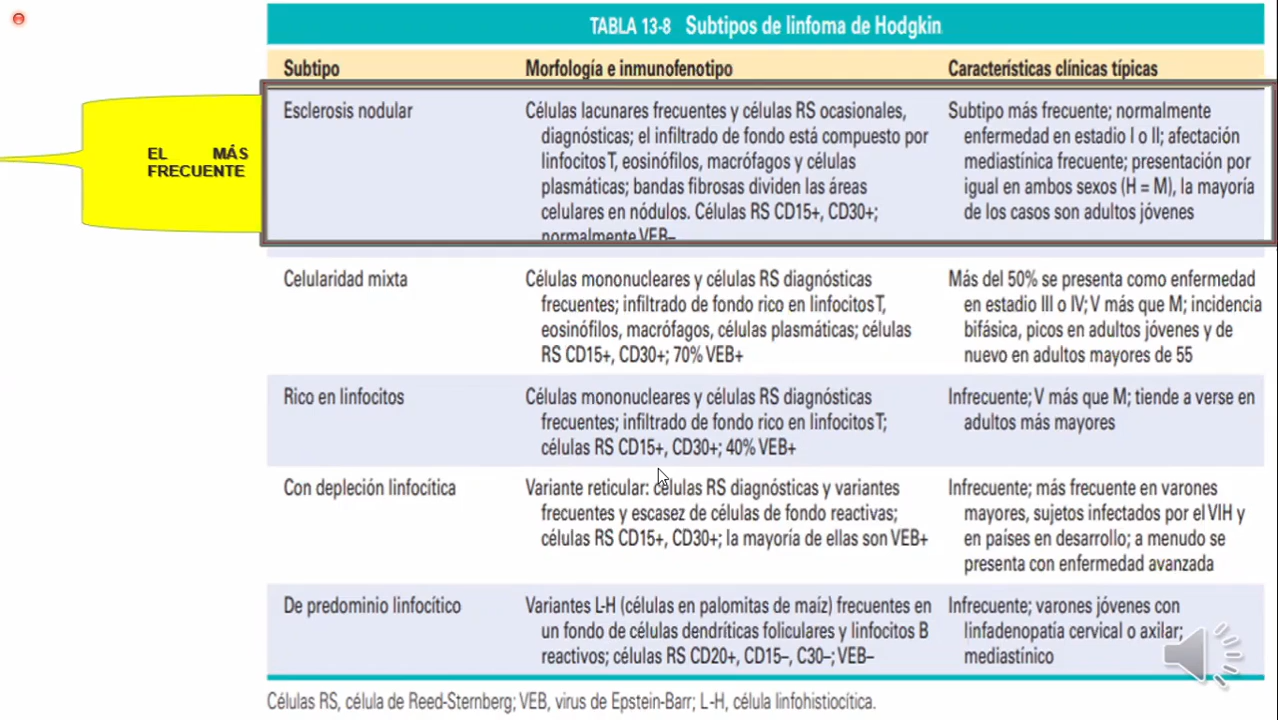 TABLA 13-8 Subtipos de linfoma de Hodgkin
Subtipo
Morfología e inmunofenotipo
Características clínicas típicas
EL MÁS
FRECUENTE
Esclerosis nodular
Células lacunares frecuentes y células RS ocasionales,
diagnósticas; el infiltrado de fondo está compuesto por
linfocitos T, eosinófilos, macrófagos y células
plasmáticas; bandas fibrosas dividen las áreas
celulares en nódulos. Células RS CD15+, CD30+;
normalmente VEB–
Subtipo más frecuente; normalmente
enfermedad en estadio I o II; afectación
mediastínica frecuente; presentación por
igual en ambos sexos (H = M), la mayoría
de los casos son adultos jóvenes
Celularidad mixta
Células mononucleares y células RS diagnósticas
frecuentes; infiltrado de fondo rico en linfocitos T,
eosinófilos, macrófagos, células plasmáticas; células
RS CD15+, CD30+; 70% VEB+
Más del 50% se presenta como enfermedad
en estadio III o IV; V más que M; incidencia
bifásica, picos en adultos jóvenes y de
nuevo en adultos mayores de 55
Rico en linfocitos
Células mononucleares y células RS diagnósticas
frecuentes; infiltrado de fondo rico en linfocitos T;
células RS CD15+, CD30+; 40% VEB+
Infrecuente; V más que M; tiende a verse en
adultos más mayores
Con depleción linfocítica
Variante reticular: células RS diagnósticas y variantes
frecuentes y escasez de células de fondo reactivas;
células RS CD15+, CD30+; la mayoría de ellas son VEB+
Infrecuente; más frecuente en varones
mayores, sujetos infectados por el VIH y
en países en desarrollo; a menudo se
presenta con enfermedad avanzada
De predominio linfocítico
Variantes L-H (células en palomitas de maíz) frecuentes en
un fondo de células dendríticas foliculares y linfocitos B
reactivos; células RS CD20+, CD15–, C30–; VEB–
Infrecuente; varones jóvenes con
linfadenopatía cervical o axilar;
mediastínico
Células RS, célula de Reed-Sternberg; VEB, virus de Epstein-Barr; L-H, célula linfohistiocítica.